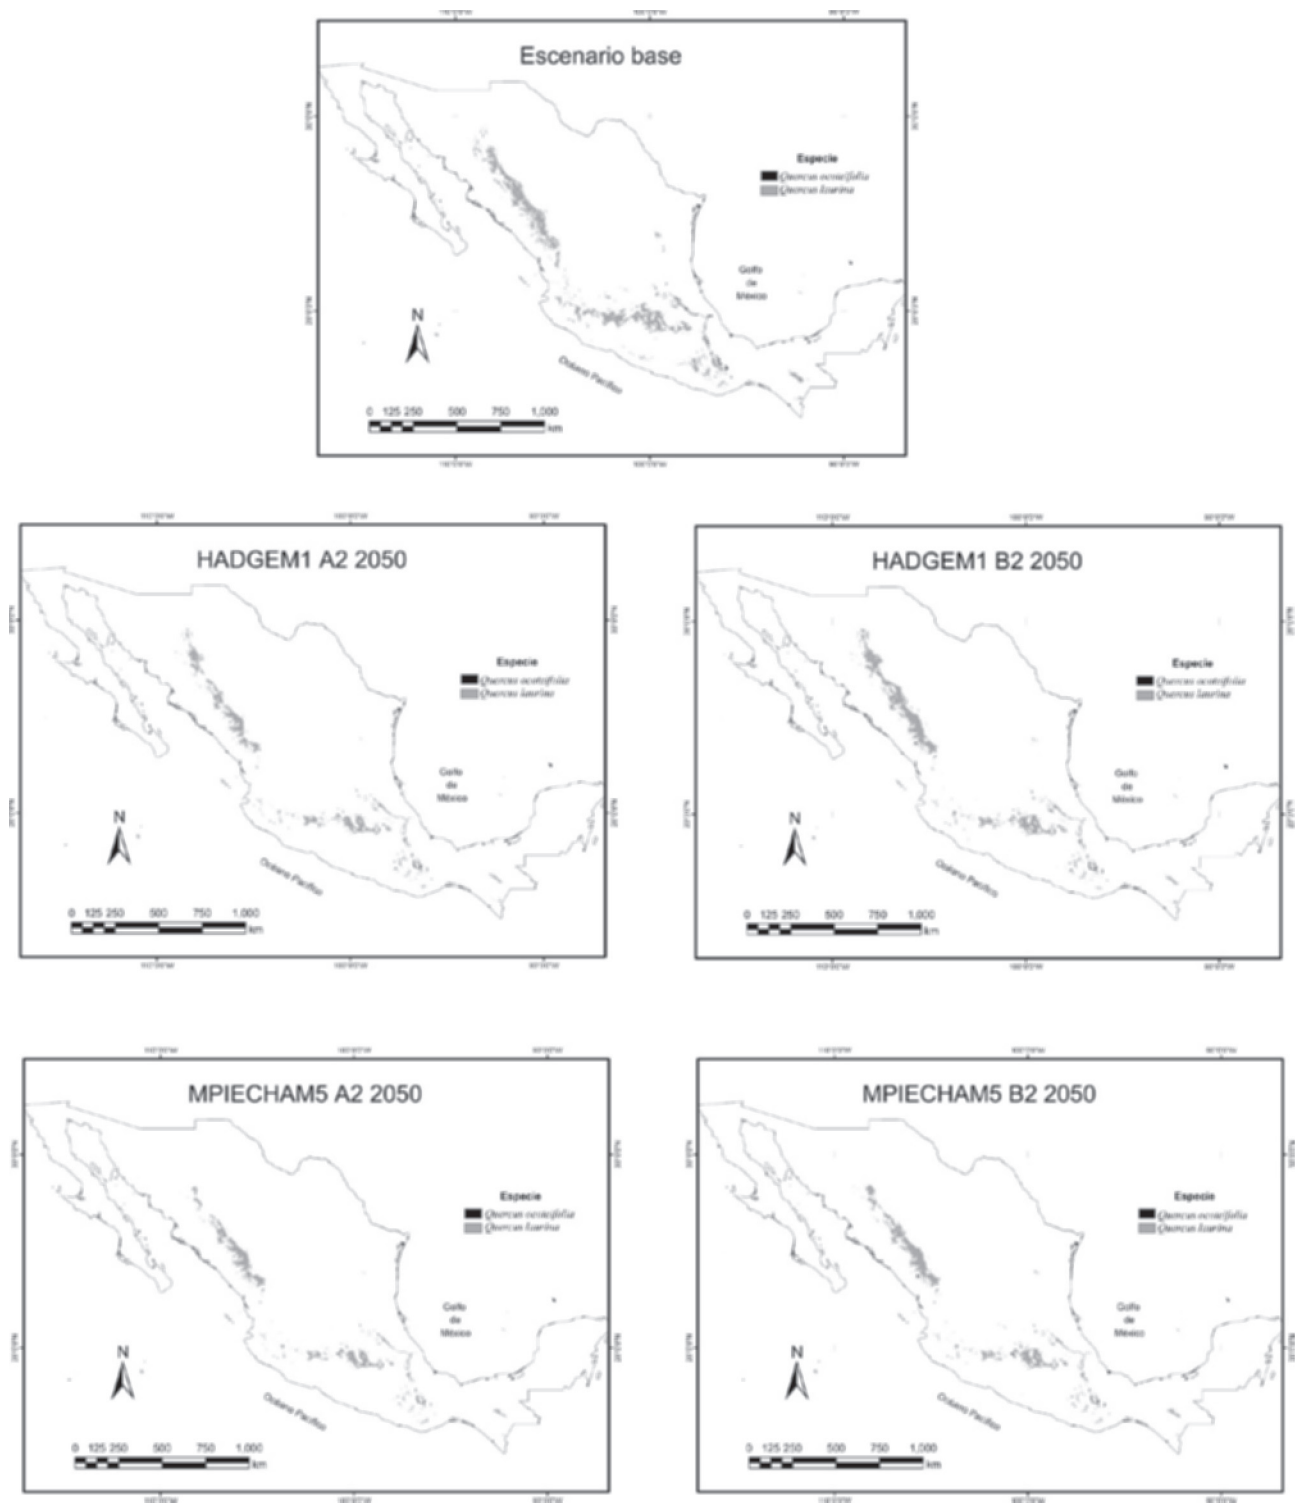 Escenario base
Especie
Quercus ocoteifolia
Quercus laurina
Golfo
de
México
N
Océano Pacífico
0 125 250 500 750 1,000
km
HADGEM1 A2 2050
Especie
Quercus ocoteifolia
Quercus laurina
Golfo
de
México
N
Océano Pacífico
0 125 250 500 750 1,000
km
HADGEM1 B2 2050
Especie
Quercus ocoteifolia
Quercus laurina
Golfo
de
México
N
Océano Pacífico
0 125 250 500 750 1,000
km
MPIECHAM5 A2 2050
Especie
Quercus ocoteifolia
Quercus laurina
Golfo
de
México
N
Océano Pacífico
0 125 250 500 750 1,000
km
MPIECHAM5 B2 2050
Especie
Quercus ocoteifolia
Quercus laurina
Golfo
de
México
N
Océano Pacífico
0 125 250 500 750 1,000
km